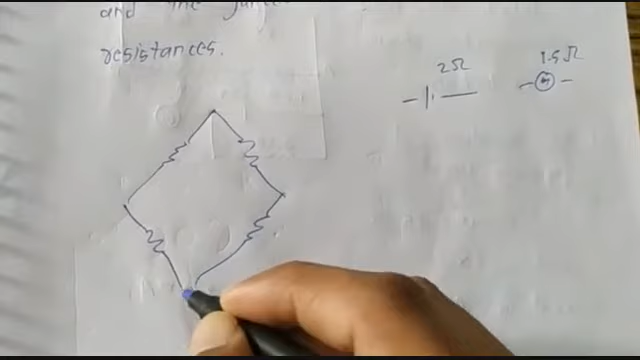 and the
resistances.
2Ω 1.5Ω